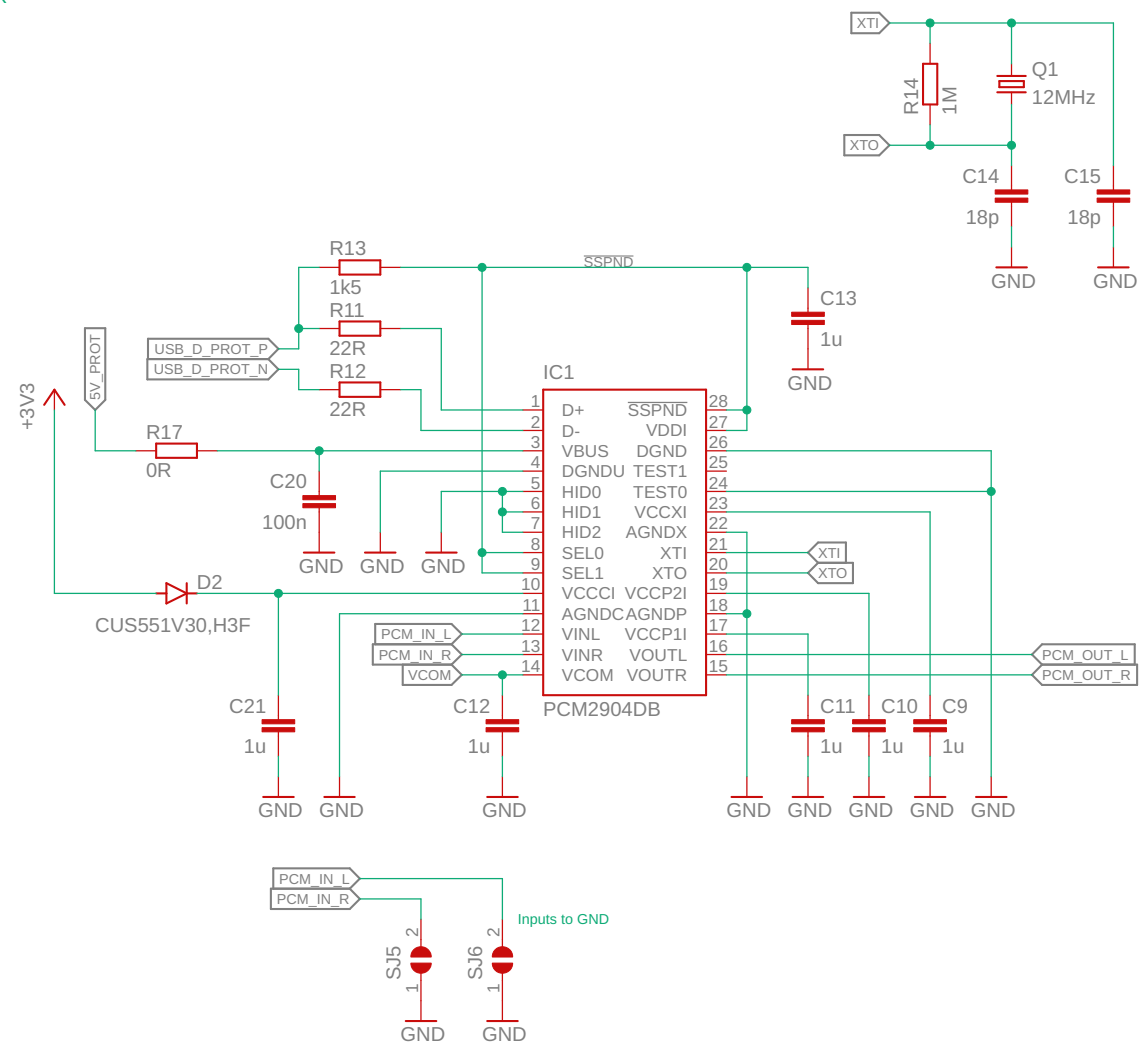 XTI
R14
1M
Q1
12MHz
XTO
C14
18p
C15
18p
GND
GND
R13
1k5
SSPND
R11
22R
R12
22R
USB_D_PROT_P
USB_D_PROT_N
C13
1u
GND
+3V3
5V_PROT
R17
0R
C20
100n
GND
GND
GND
IC1
1 D+ SSPND 28
2 D- VDDI 27
3 VBUS DGND 26
4 DGNDU TEST1 25
5 HID0 TEST0 24
6 HID1 VCCXI 23
7 HID2 AGNDX 22
8 SEL0 XTI 21
9 SEL1 XTO 20
10 VCCCI VCCP2I 19
11 AGNDC AGNDP 18
12 VINL VCCP1I 17
13 VINR VOUTL 16
14 VCOM VOUTR 15
PCM2904DB
XTI
XTO
D2
CUS551V30,H3F
PCM_IN_L
PCM_IN_R
VCOM
PCM_OUT_L
PCM_OUT_R
C21
1u
C12
1u
C11
1u
C10
1u
C9
1u
GND
GND
GND
GND
GND
GND
GND
GND
PCM_IN_L
PCM_IN_R
Inputs to GND
SJ5
2
1
SJ6
2
1
GND
GND